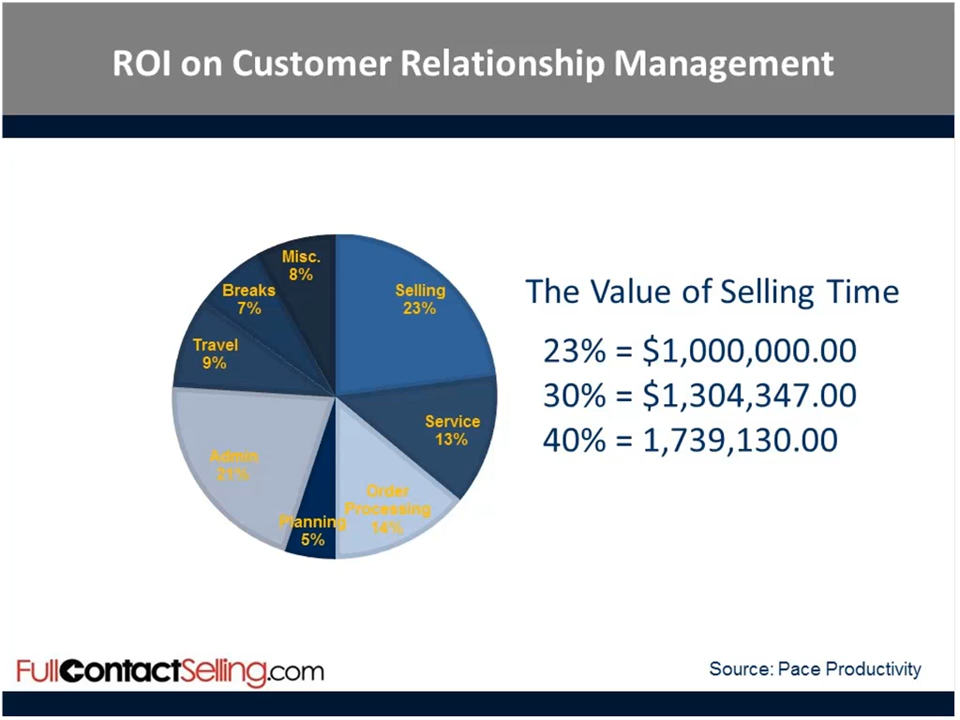 ROI on Customer Relationship Management
Misc.
8%
Selling
23%
Breaks
7%
Travel
9%
Service
13%
Admin
21%
Order
Processing
14%
Planning
5%
The Value of Selling Time
23% = $1,000,000.00
30% = $1,304,347.00
40% = 1,739,130.00
FullContactSelling.com
Source: Pace Productivity